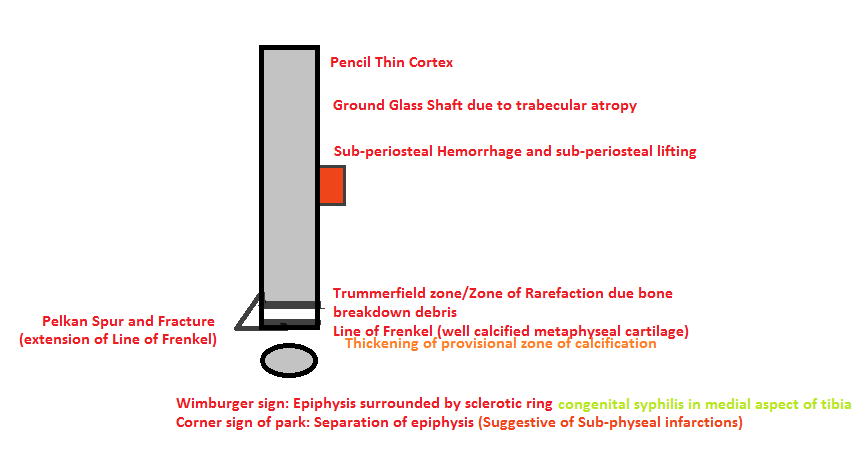 Pencil Thin Cortex
Ground Glass Shaft due to trabecular atropy
Sub-periosteal Hemorrhage and sub-periosteal lifting
Trummerfield zone/Zone of Rarefaction due bone
breakdown debris
Pelkan Spur and Fracture
(extension of Line of Frenkel)
Line of Frenkel (well calcified metaphyseal cartilage)
Thickening of provisional zone of calcification
Wimburger sign: Epiphysis surrounded by sclerotic ring congenital syphilis in medial aspect of tibia
Corner sign of park: Separation of epiphysis (Suggestive of Sub-physeal infarctions)